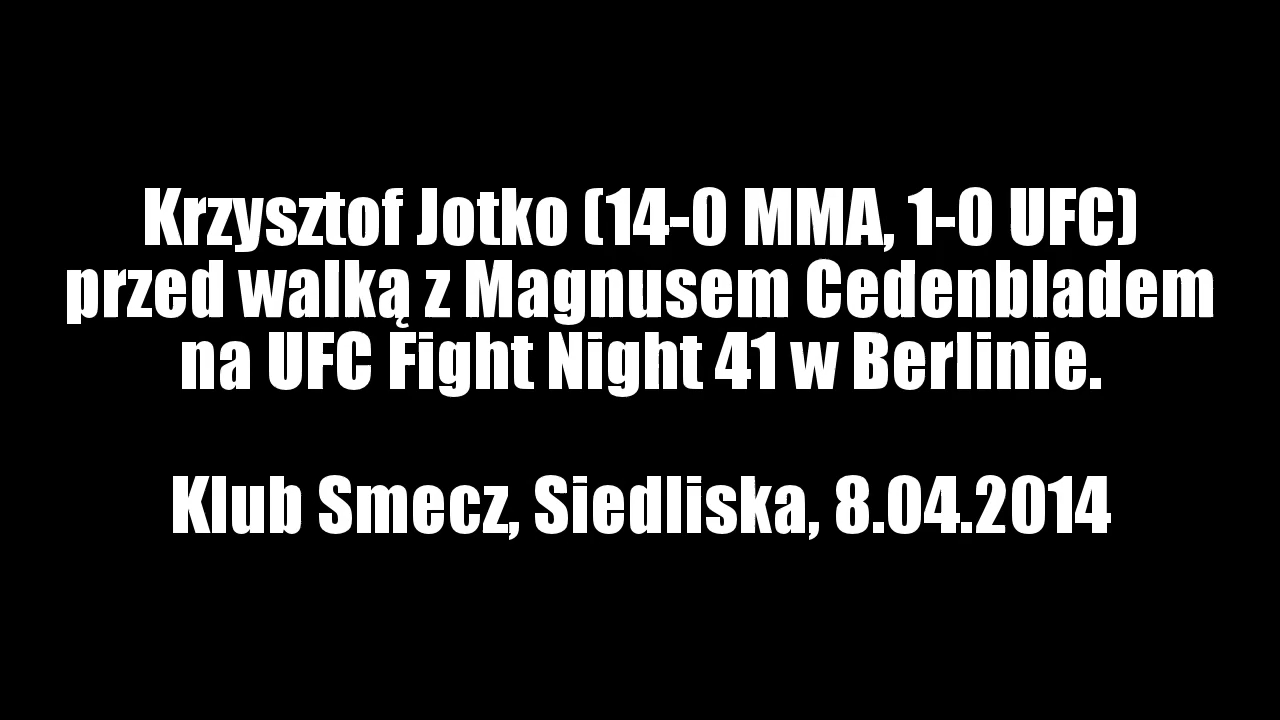 Krzysztof Jotko (14-0 MMA, 1-0 UFC)
przed walką z Magnusem Cedenbladem
na UFC Fight Night 41 w Berlinie.
Klub Smecz, Siedliska, 8.04.2014